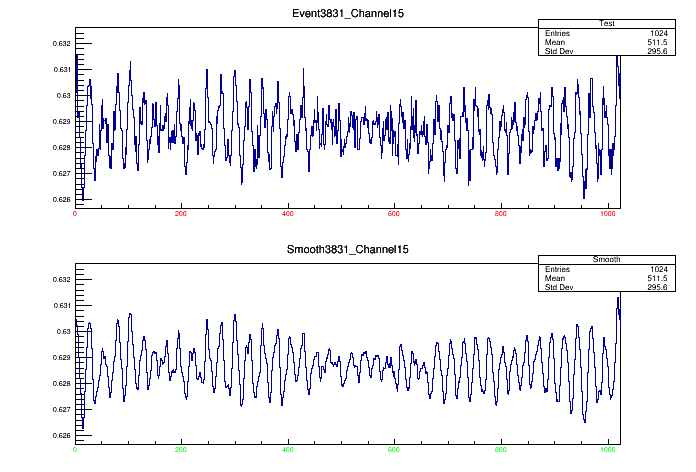 Event3831_Channel15
Test
Entries 1024
Mean 511.5
Std Dev 295.6
0.632
0.631
0.63
0.629
0.628
0.627
0.626
0 200 400 600 800 1000
Smooth3831_Channel15
Smooth
Entries 1024
Mean 511.5
Std Dev 295.6
0.632
0.631
0.63
0.629
0.628
0.627
0.626
0 200 400 600 800 1000